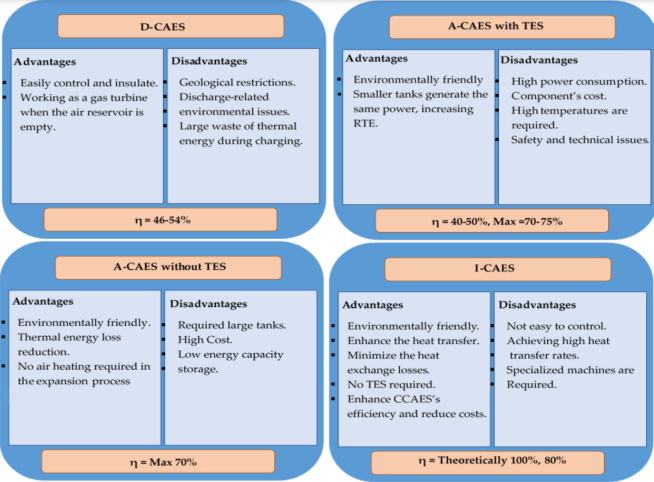 D-CAES
Advantages
Easily control and insulate.
Working as a gas turbine
when the air reservoir is
empty.
Disadvantages
Geological restrictions.
Discharge-related
environmental issues.
Large waste of thermal
energy during charging.
η = 46-54%
A-CAES with TES
Advantages
Environmentally friendly
Smaller tanks generate the
same power, increasing
RTE.
Disadvantages
High power consumption.
Component's cost.
High temperatures are
required.
Safety and technical issues.
η = 40-50%, Max =70-75%
A-CAES without TES
Advantages
Environmentally friendly.
Thermal energy loss
reduction.
No air heating required in
the expansion process
Disadvantages
Required large tanks.
High Cost.
Low energy capacity
storage.
η = Max 70%
I-CAES
Advantages
Environmentally friendly.
Enhance the heat transfer.
Minimize the heat
exchange losses.
No TES required.
Enhance CCAES's
efficiency and reduce costs.
Disadvantages
Not easy to control.
Achieving high heat
transfer rates.
Specialized machines are
Required.
η = Theoretically 100%, 80%